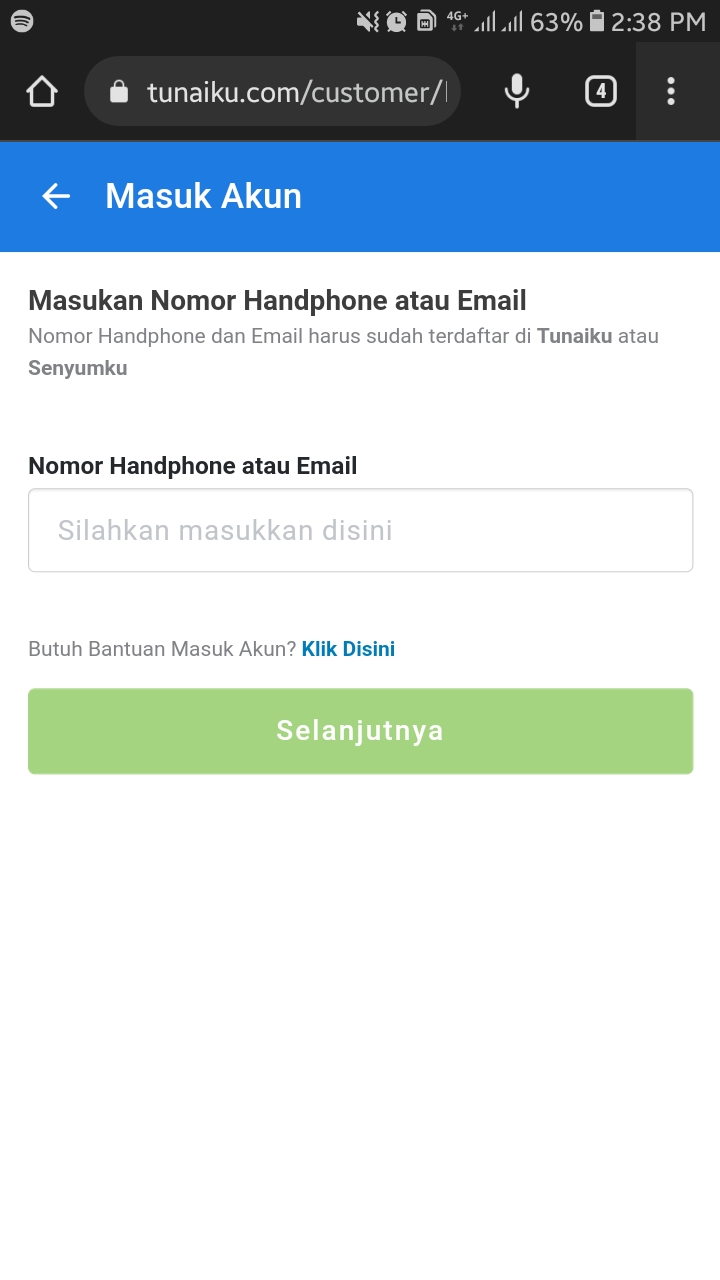 4G+ 63% 2:38 PM
tunaiku.com/customer/
4
Masuk Akun
Masukan Nomor Handphone atau Email
Nomor Handphone dan Email harus sudah terdaftar di Tunaiku atau
Senyumku
Nomor Handphone atau Email
Silahkan masukkan disini
Butuh Bantuan Masuk Akun? Klik Disini
Selanjutnya